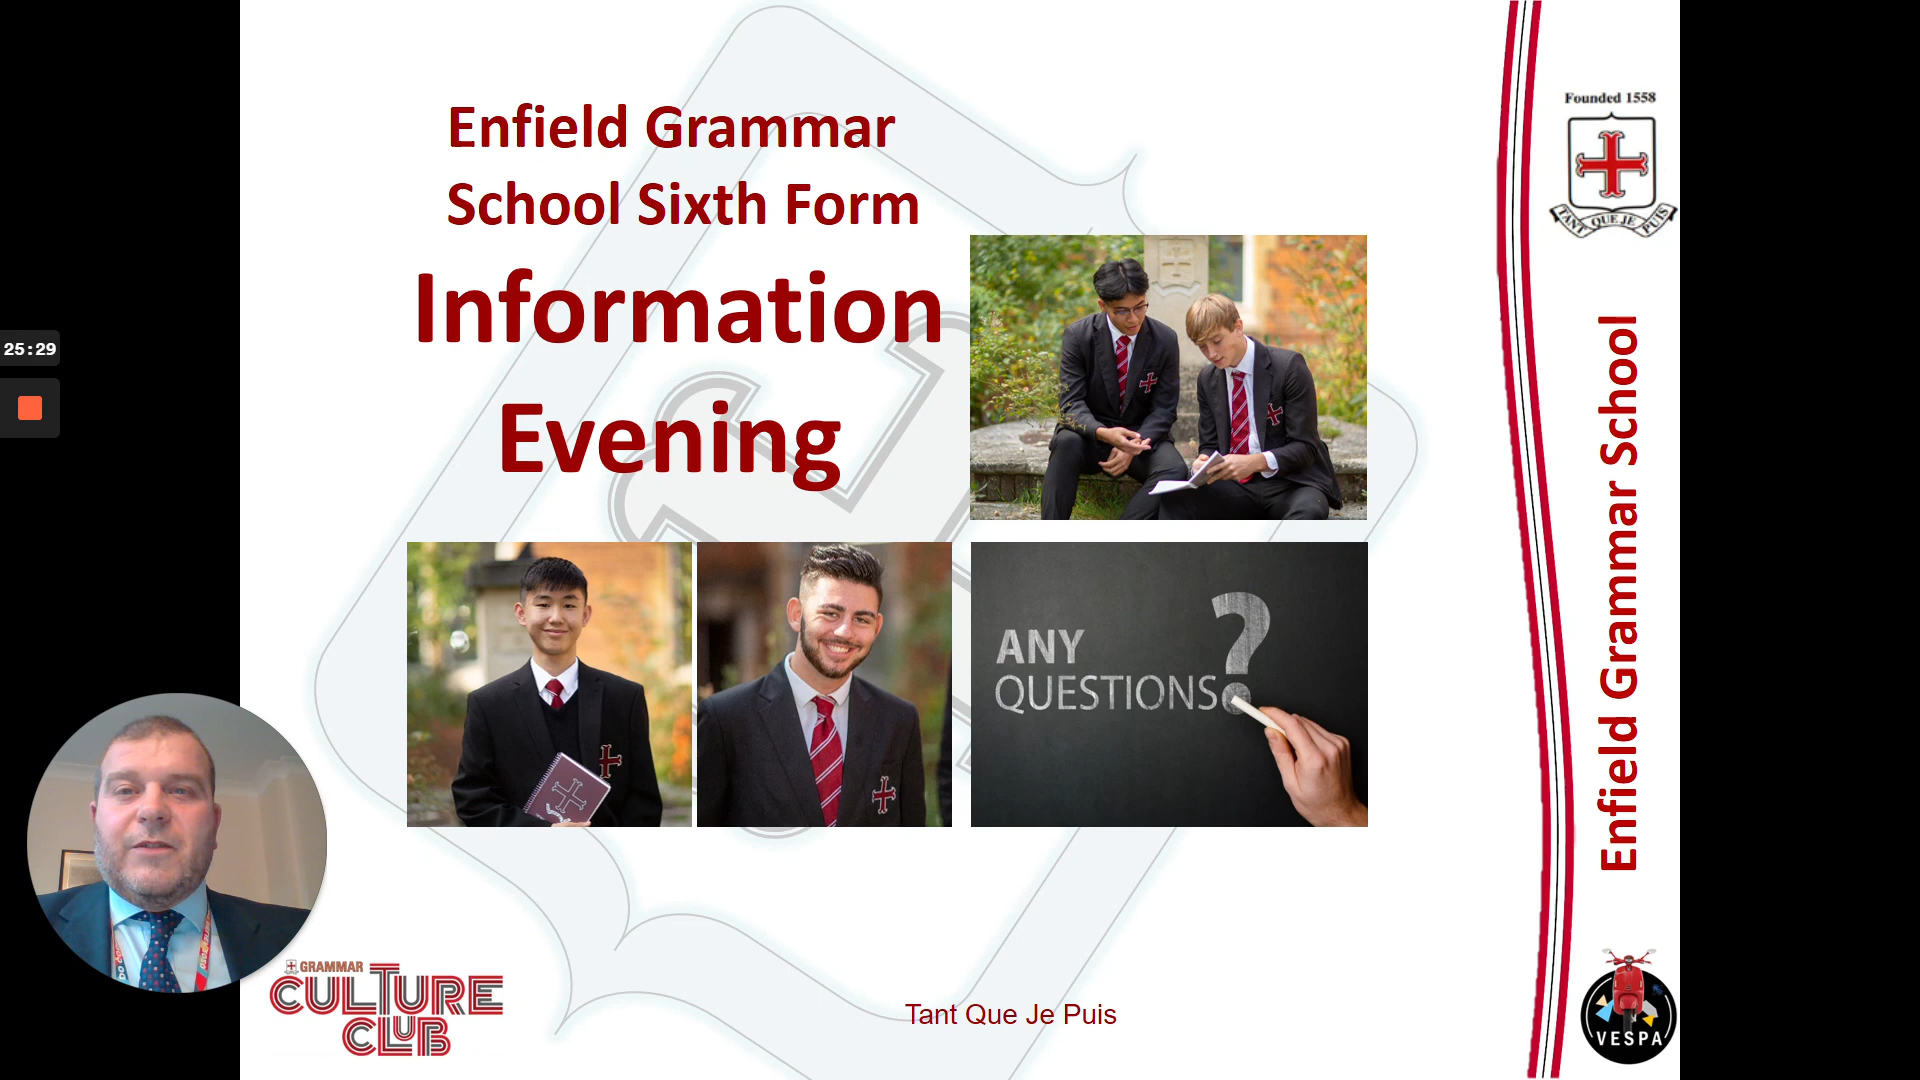 Enfield Grammar
School Sixth Form
Information
Evening
25:29
ANY
QUESTIONS?
Founded 1558
TANT QUE JE PUIS
Enfield Grammar School
GRAMMAR
CULTURE
CLUB
Tant Que Je Puis
VESPA